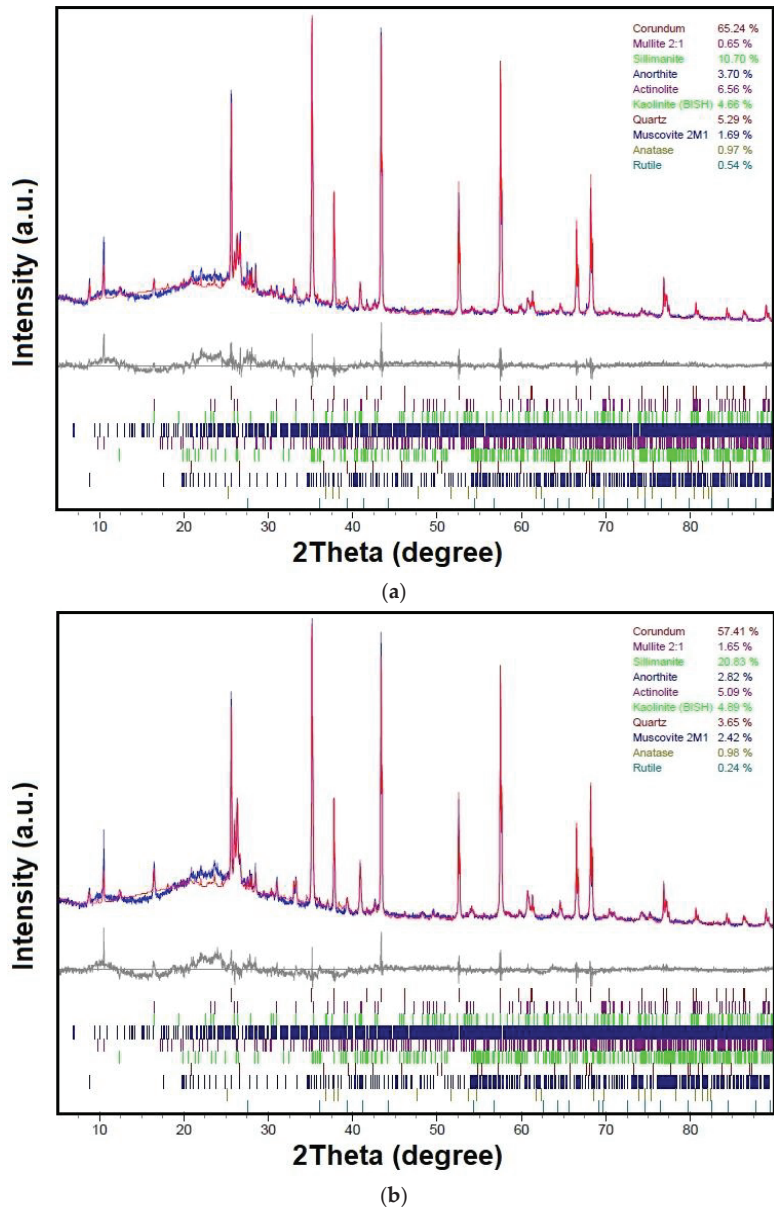 Corundum 65.24 %
Mullite 2:1 0.65 %
Sillimanite 10.70 %
Anorthite 3.70 %
Actinolite 6.56 %
Kaolinite (BISH) 4.66 %
Quartz 5.29 %
Muscovite 2M1 1.69 %
Anatase 0.97 %
Rutile 0.54 %
Intensity (a.u.)
10 20 30 40 50 60 70 80
2Theta (degree)
(a)
Corundum 57.41 %
Mullite 2:1 1.65 %
Sillimanite 20.83 %
Anorthite 2.82 %
Actinolite 5.09 %
Kaolinite (BISH) 4.89 %
Quartz 3.65 %
Muscovite 2M1 2.42 %
Anatase 0.98 %
Rutile 0.24 %
Intensity (a.u.)
10 20 30 40 50 60 70 80
2Theta (degree)
(b)